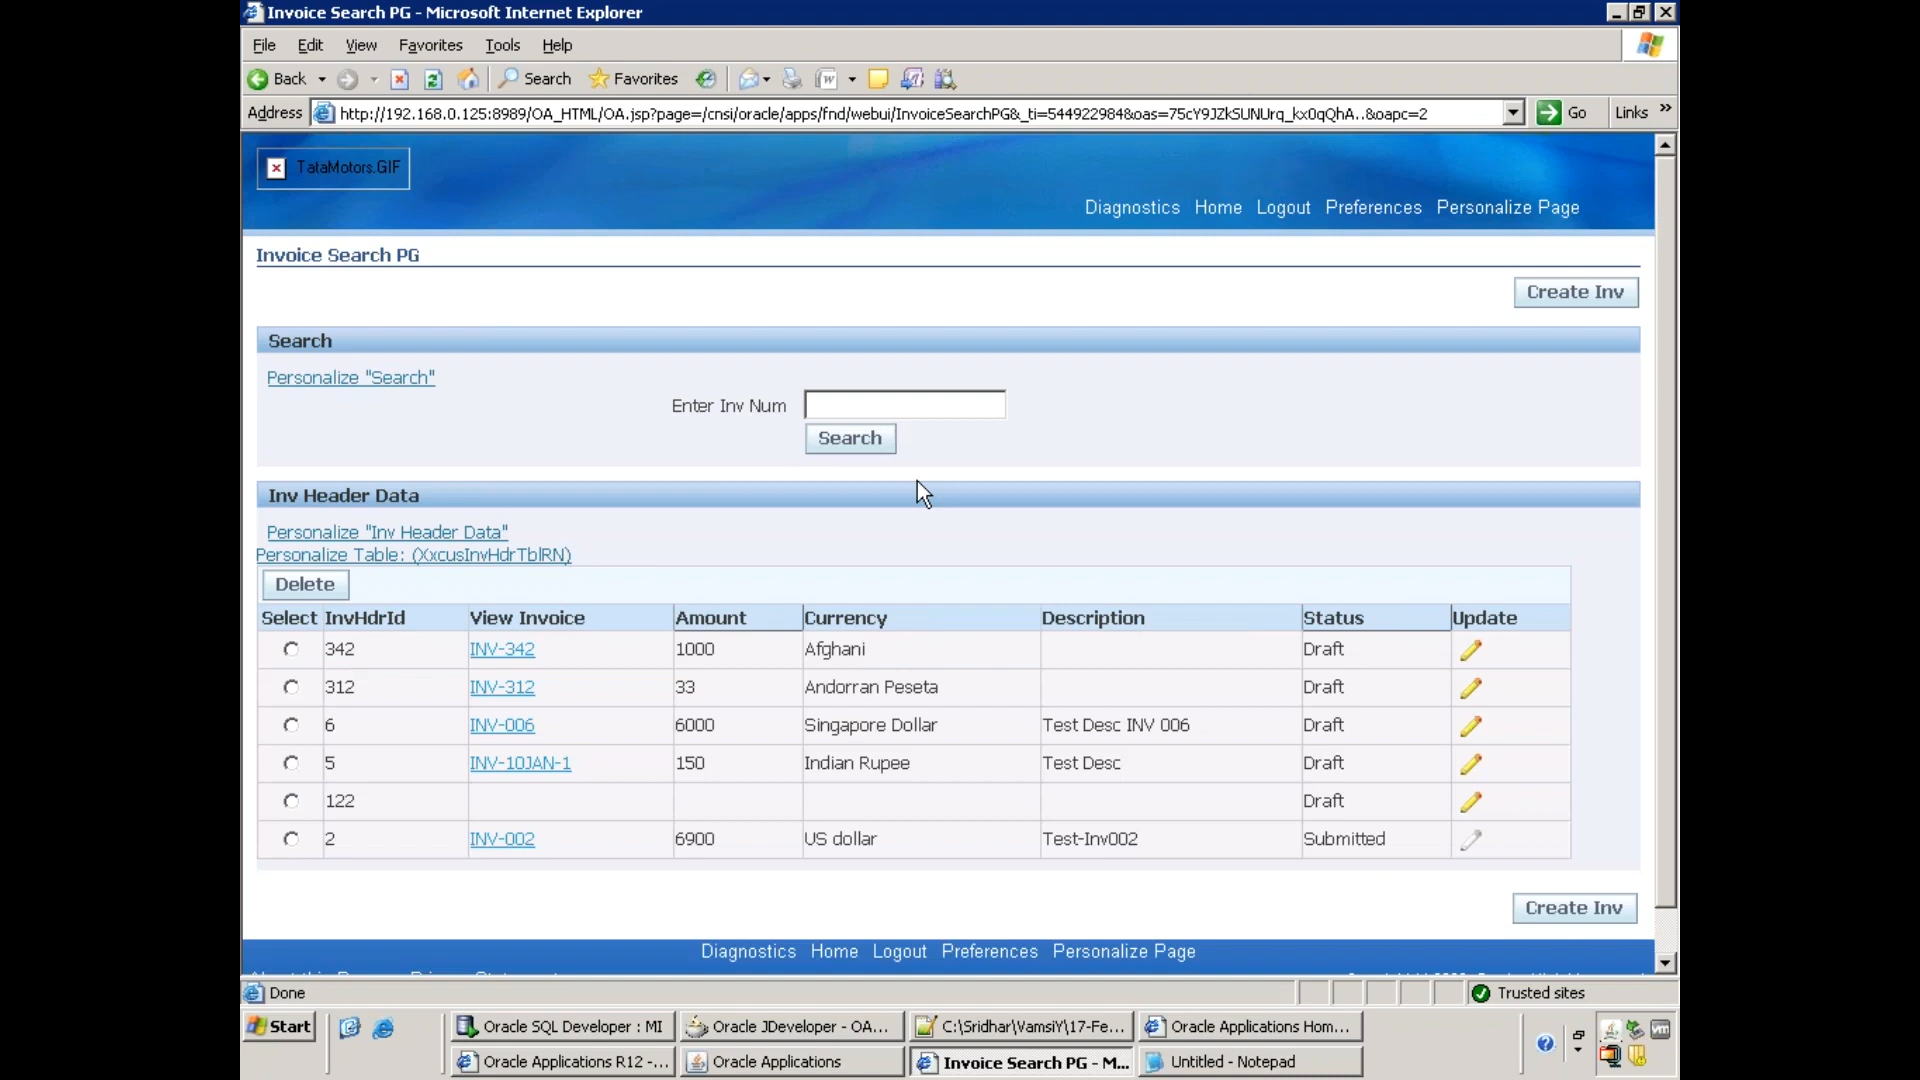 Invoice Search PG - Microsoft Internet Explorer
File Edit View Favorites Tools Help
Back Search Favorites
Address http://192.168.0.125:8989/OA_HTML/OA.jsp?page=/cnsi/oracle/apps/fnd/webui/InvoiceSearchPG&_ti=544922984&oas=75cY9JZkSUNUrq_kx0qQhA..&oapc=2 Go Links »
TataMotors.GIF
Diagnostics Home Logout Preferences Personalize Page
Invoice Search PG
Create Inv
Search
Personalize "Search"
Enter Inv Num
Search
Inv Header Data
Personalize "Inv Header Data"
Personalize Table: (XxcusInvHdrTblRN)
Delete
Select InvHdrId View Invoice Amount Currency Description Status Update
342 INV-342 1000 Afghani Draft
312 INV-312 33 Andorran Peseta Draft
6 INV-006 6000 Singapore Dollar Test Desc INV 006 Draft
5 INV-10JAN-1 150 Indian Rupee Test Desc Draft
122 Draft
2 INV-002 6900 US dollar Test-Inv002 Submitted
Create Inv
Diagnostics Home Logout Preferences Personalize Page
Done Trusted sites
Start Oracle SQL Developer : MI Oracle JDeveloper - OA... C:\Sridhar\VamsiY\17-Fe... Oracle Applications Hom...
Oracle Applications R12 -... Oracle Applications Invoice Search PG - M... Untitled - Notepad